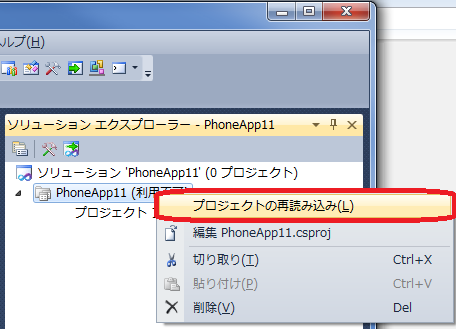 ルプ(H)
ソリューション エクスプローラー - PhoneApp11
ソリューション 'PhoneApp11' (0 プロジェクト)
PhoneApp11 (利用不可)
プロジェクト
プロジェクトの再読み込み(L)
編集 PhoneApp11.csproj
切り取り(T) Ctrl+X
貼り付け(P) Ctrl+V
削除(V) Del